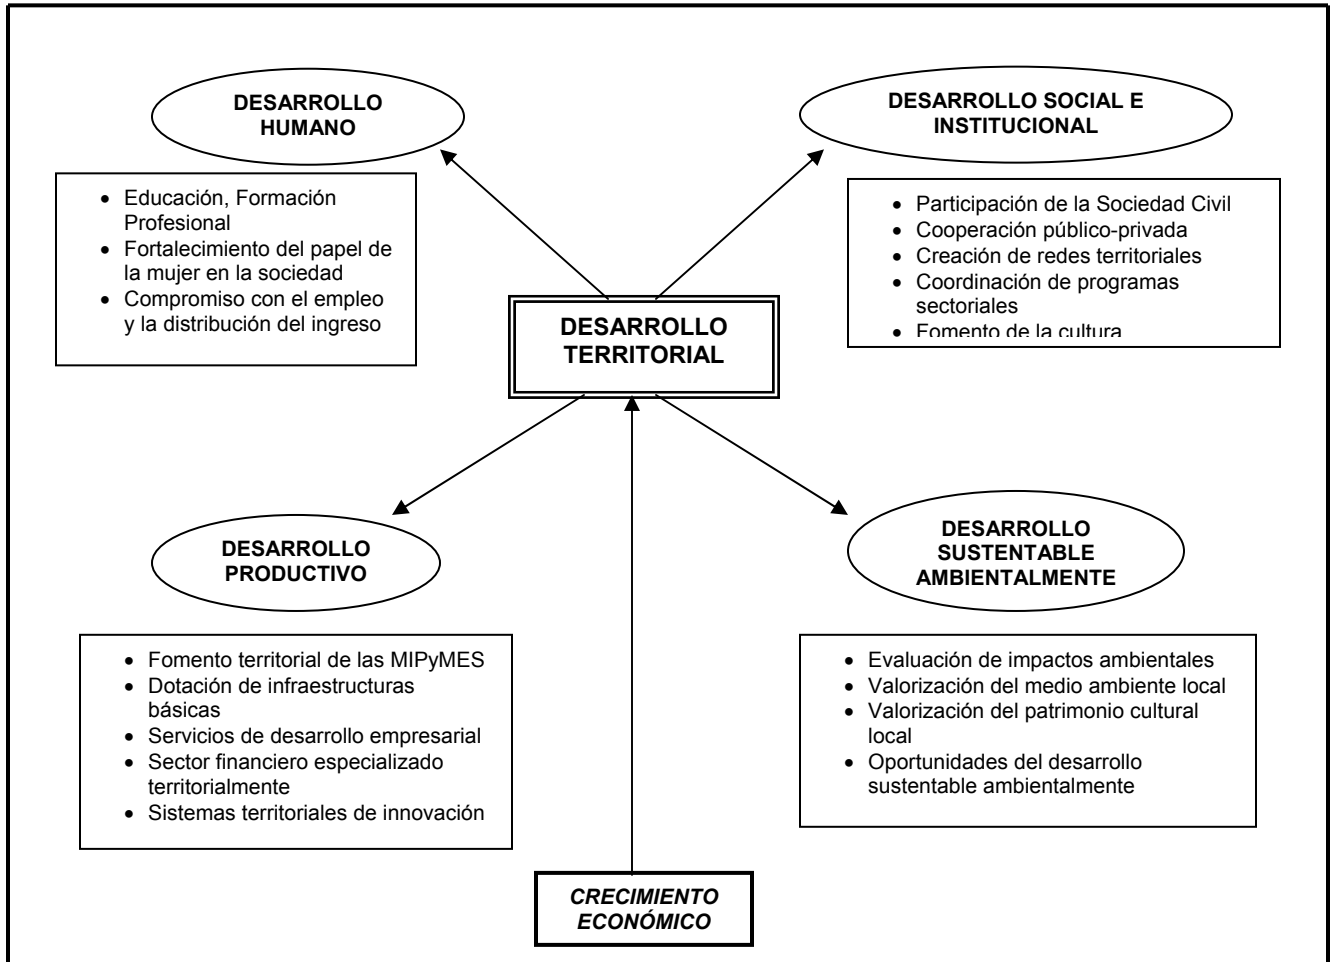 DESARROLLO
HUMANO
• Educación, Formación
Profesional
• Fortalecimiento del papel de
la mujer en la sociedad
• Compromiso con el empleo
y la distribución del ingreso
DESARROLLO SOCIAL E
INSTITUCIONAL
• Participación de la Sociedad Civil
• Cooperación público-privada
• Creación de redes territoriales
• Coordinación de programas
sectoriales
• Fomento de la cultura
DESARROLLO
TERRITORIAL
DESARROLLO
PRODUCTIVO
• Fomento territorial de las MIPyMES
• Dotación de infraestructuras
básicas
• Servicios de desarrollo empresarial
• Sector financiero especializado
territorialmente
• Sistemas territoriales de innovación
DESARROLLO
SUSTENTABLE
AMBIENTALMENTE
• Evaluación de impactos ambientales
• Valorización del medio ambiente local
• Valorización del patrimonio cultural
local
• Oportunidades del desarrollo
sustentable ambientalmente
CRECIMIENTO
ECONÓMICO